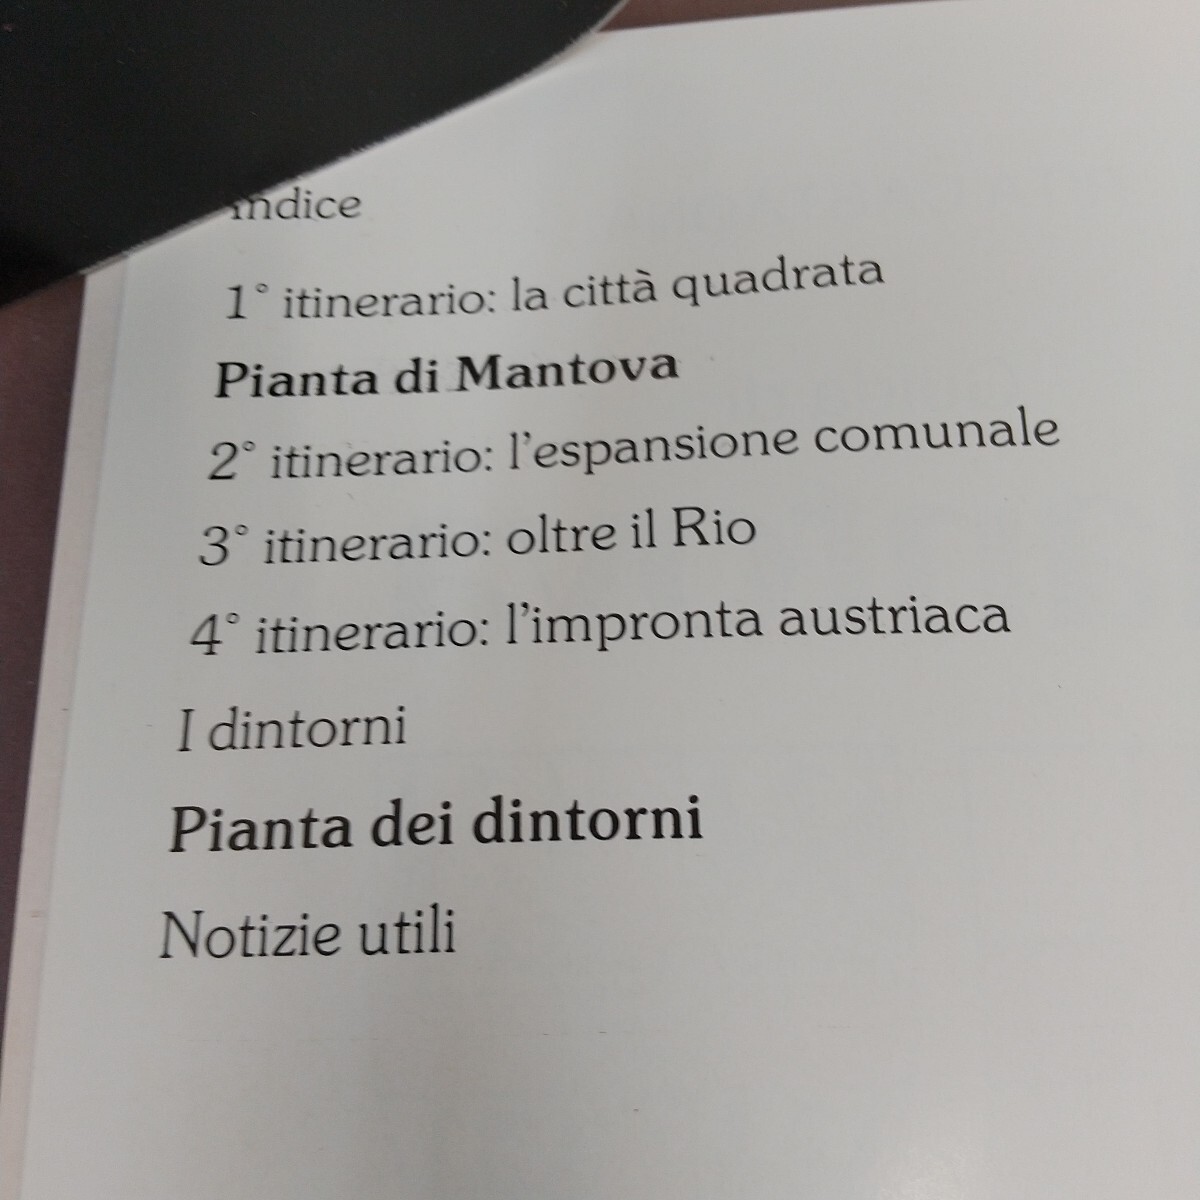 indice
1° itinerario: la città quadrata
Pianta di Mantova
2° itinerario: l'espansione comunale
3° itinerario: oltre il Rio
4° itinerario: l'impronta austriaca
I dintorni
Pianta dei dintorni
Notizie utili